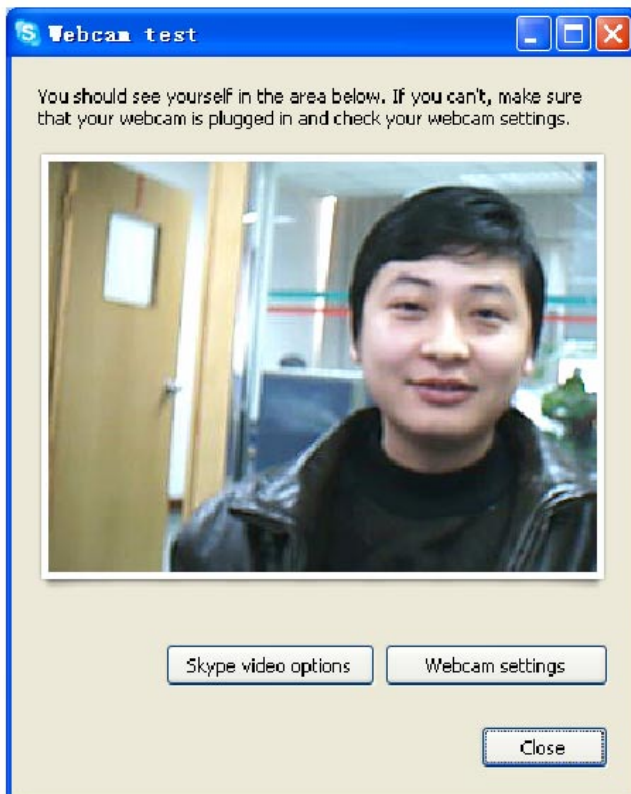 Webcam test
You should see yourself in the area below. If you can't, make sure
that your webcam is plugged in and check your webcam settings.
Skype video options
Webcam settings
Close